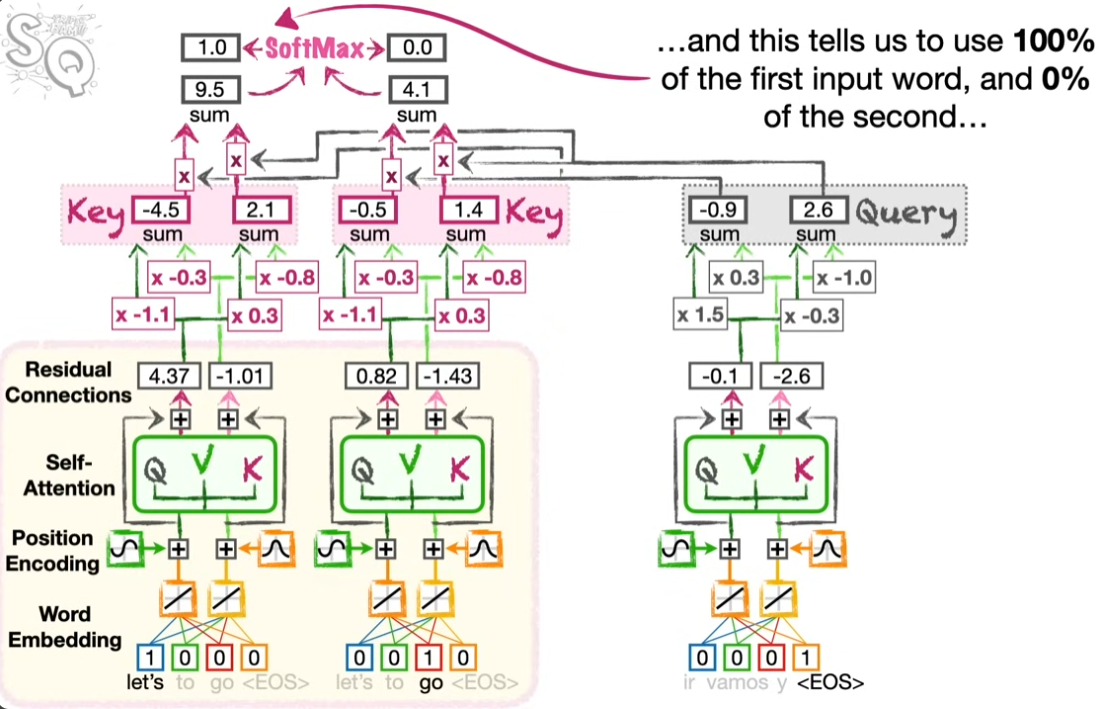 SQ
1.0 SoftMax 0.0
…and this tells us to use 100%
of the first input word, and 0%
of the second…
9.5 4.1
sum sum
x x
x x
Key -4.5 2.1 -0.5 1.4 Key -0.9 2.6 Query
sum sum sum sum sum sum
x -0.3 x -0.8 x -0.3 x -0.8 x 0.3 x -1.0
x -1.1 x 0.3 x -1.1 x 0.3 x 1.5 x -0.3
Residual
Connections
4.37 -1.01 0.82 -1.43 -0.1 -2.6
+ + + + + +
Self-
Attention
Q V K Q V K Q V K
Position
Encoding
+ + + + + +
Word
Embedding
1 0 0 0 0 0 1 0 0 0 0 1
let's to go <EOS> let's to go <EOS> ir vamos y <EOS>